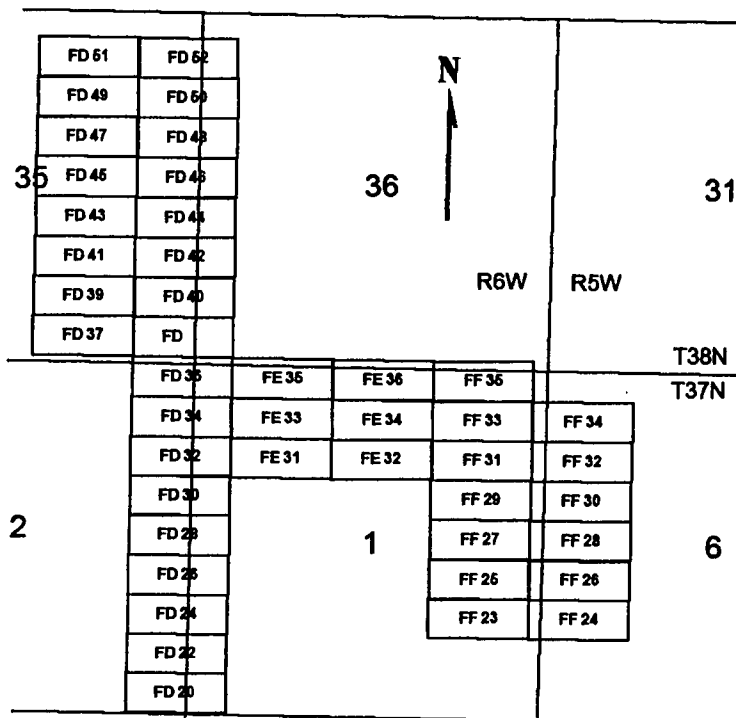 FD 51 FD 52
N
FD 49 FD 50
FD 47 FD 48
35 FD 45 FD 46 36 31
FD 43 FD 44
FD 41 FD 42
R6W R5W
FD 39 FD 40
FD 37 FD
T38N
FD 36 FE 35 FE 36 FF 35
T37N
FD 34 FE 33 FE 34 FF 33 FF 34
FD 32 FE 31 FE 32 FF 31 FF 32
FD 30 FF 29 FF 30
2 FD 28 1 FF 27 FF 28 6
FD 26 FF 25 FF 26
FD 24 FF 23 FF 24
FD 22
FD 20